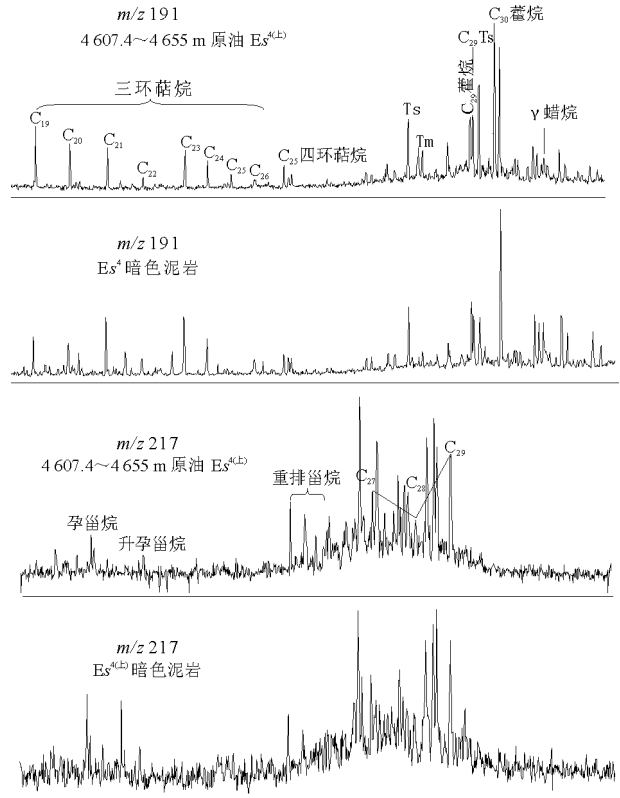 m/z 191
4 607.4～4 655 m 原油 Es⁴⁽上⁾
三环萜烷
C₁₉
C₂₀
C₂₁
C₂₂
C₂₃
C₂₄
C₂₅
C₂₆
C₂₅ 四环萜烷
Ts
Tm
C₂₉ 藿烷
C₂₉ Ts
C₃₀ 藿烷
γ 蜡烷
m/z 191
Es⁴ 暗色泥岩
m/z 217
4 607.4～4 655 m 原油 Es⁴⁽上⁾
孕甾烷
升孕甾烷
重排甾烷
C₂₇
C₂₈
C₂₉
m/z 217
Es⁴⁽上⁾ 暗色泥岩